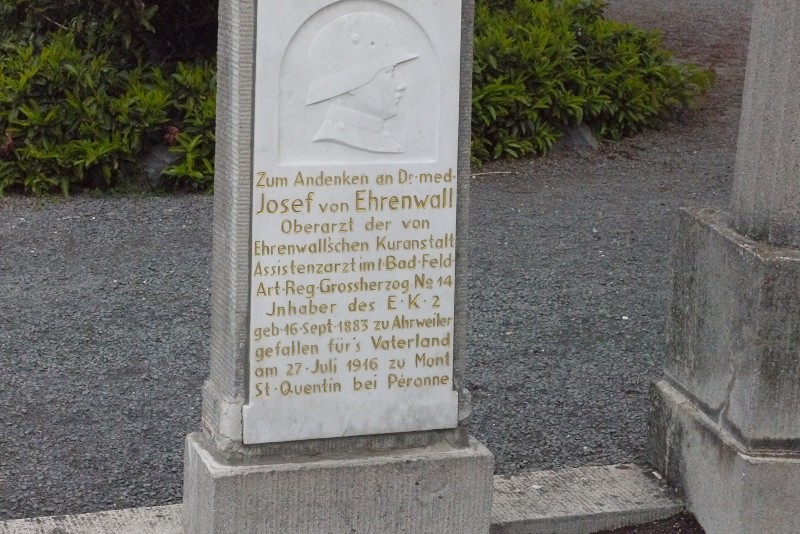 Zum Andenken an Dr·med·
Josef von Ehrenwall
Oberarzt der von
Ehrenwall'schen Kuranstalt
Assistenzarzt im 1·Bad·Feld·
Art·Reg·Grossherzog No 14
Jnhaber des E·K·2
geb·16·Sept·1883 zu Ahrweiler
gefallen für's Vaterland
am 27·Juli 1916 zu Mont
St·Quentin bei Péronne